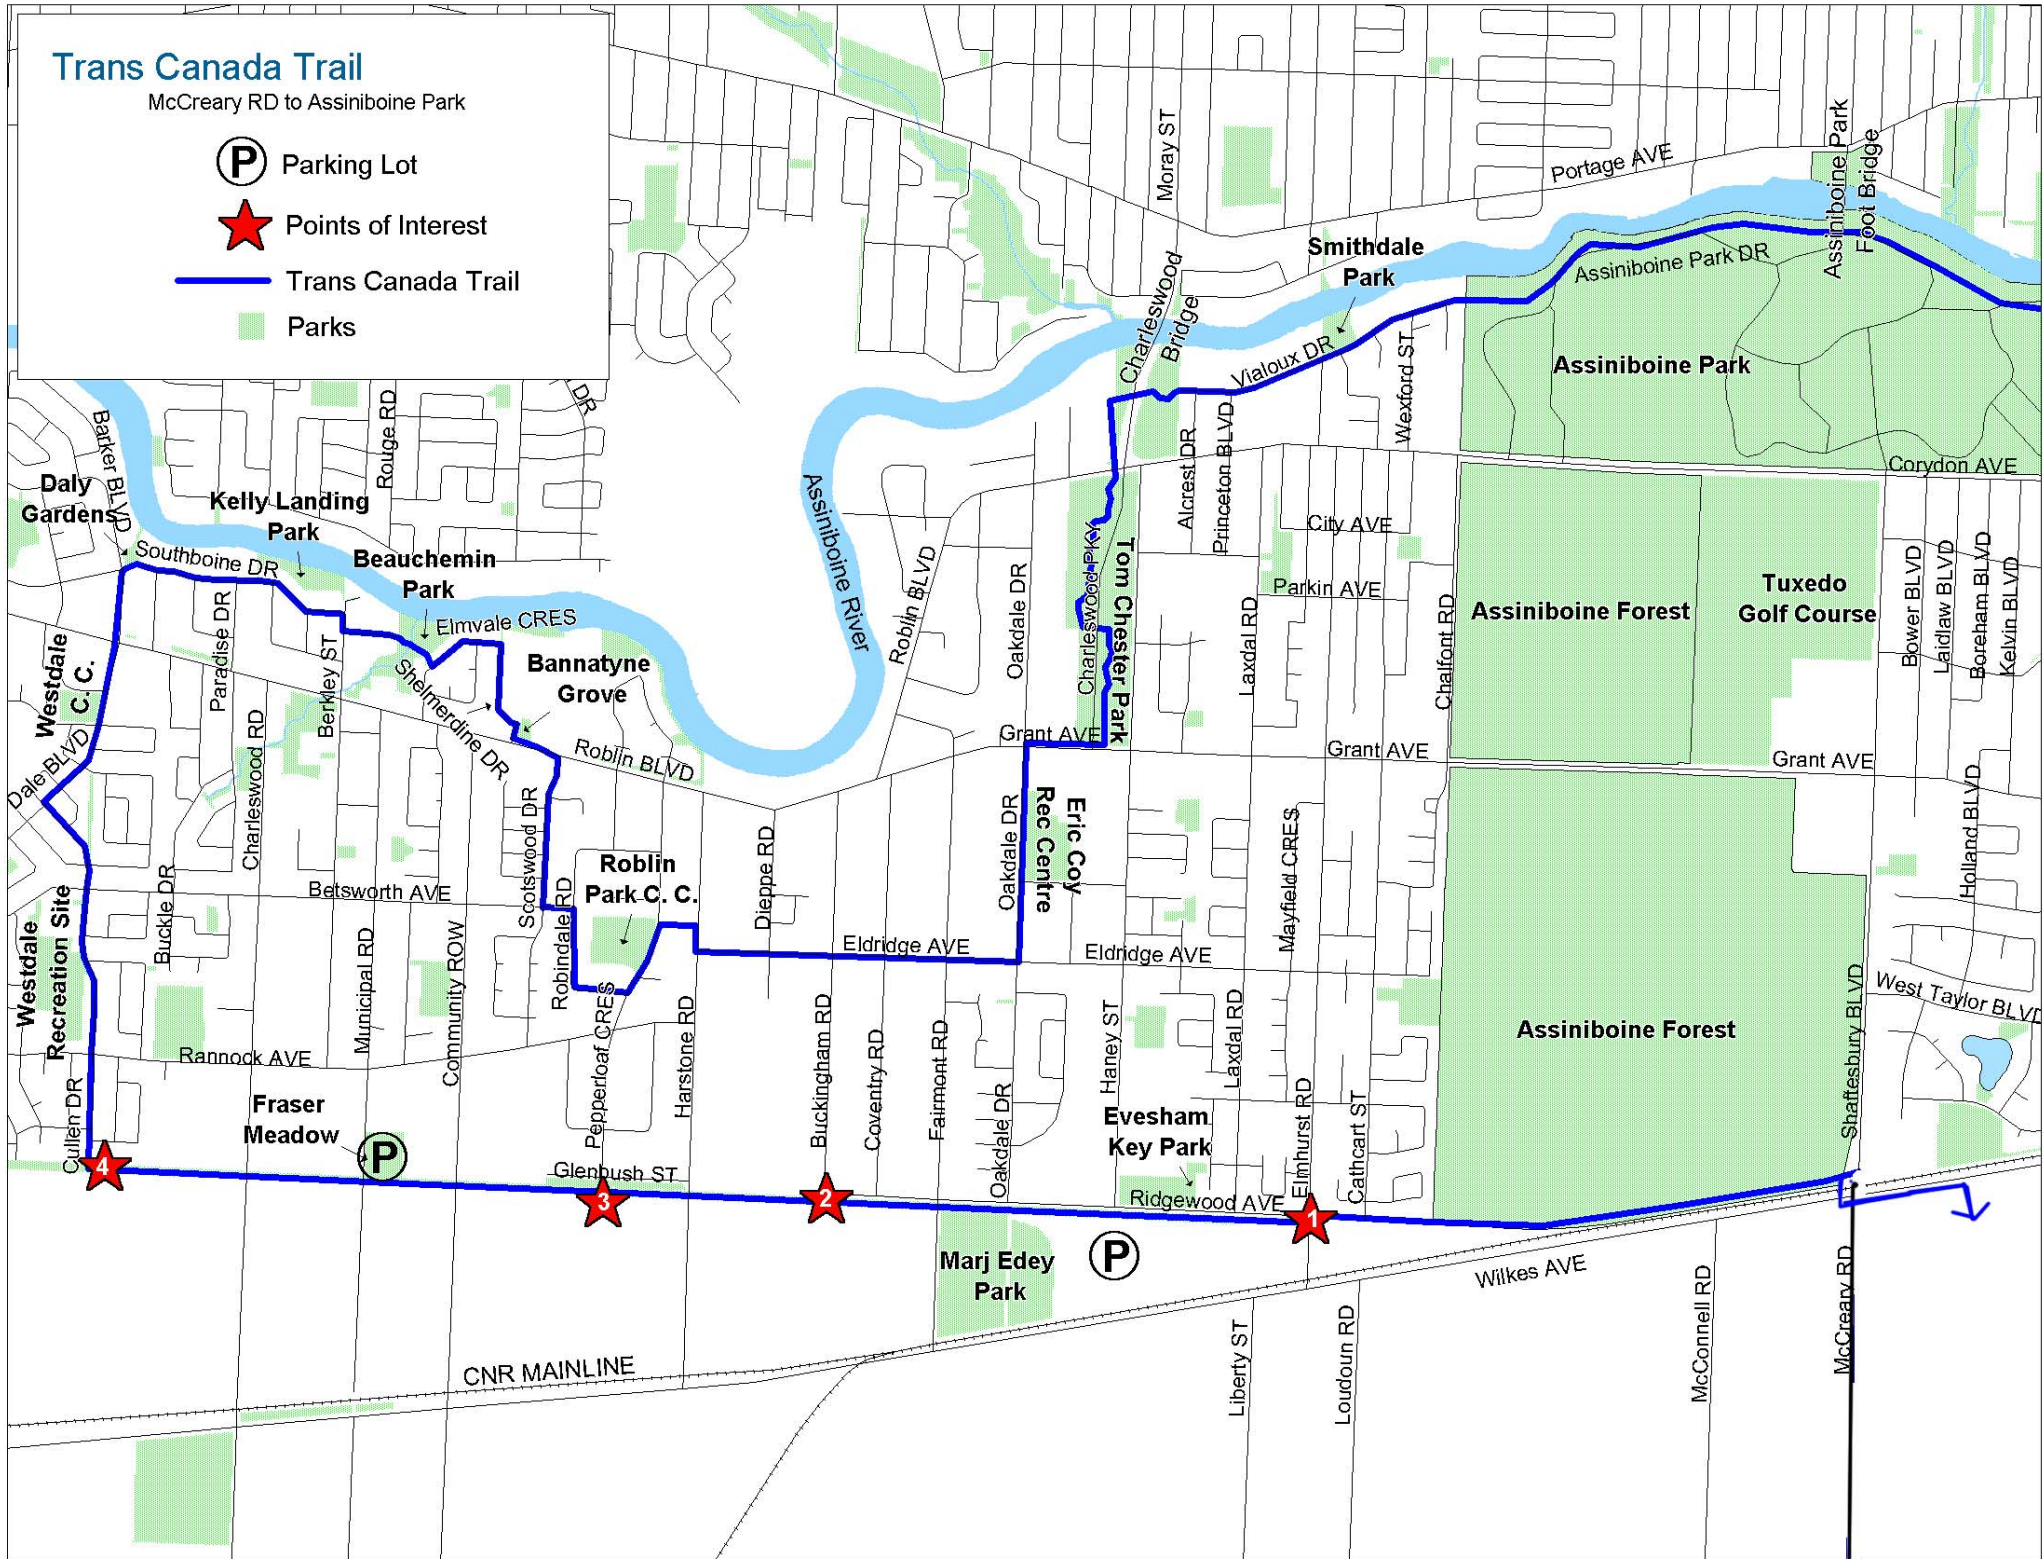 Trans Canada Trail
McCreary RD to Assiniboine Park
P
Parking Lot
Points of Interest
Trans Canada Trail
Parks
Moray ST
Portage AVE
Assiniboine Park
Foot Bridge
Smithdale
Park
Assiniboine Park DR
Charleswood
Bridge
Vialoux DR
Wexford ST
Assiniboine Park
Corydon AVE
DR
Rouge RD
Barker BLVD
Daly
Gardens
Kelly Landing
Park
Southboine DR
Beauchemin
Park
Elmvale CRES
Assiniboine River
Roblin BLVD
Oakdale DR
Charleswood PKY
Tom Chester Park
Alcrest DR
Princeton BLVD
City AVE
Parkin AVE
Laxdal RD
Chalfont RD
Assiniboine Forest
Tuxedo
Golf Course
Bower BLVD
Laidlaw BLVD
Boreham BLVD
Kelvin BLVD
Westdale
C. C.
Paradise DR
Berkley ST
Shelmerdine DR
Bannatyne
Grove
Roblin BLVD
Dale BLVD
Charleswood RD
Grant AVE
Grant AVE
Grant AVE
Holland BLVD
Oakdale DR
Eric Coy
Rec Centre
Mayfield CRES
Scotswood DR
Roblin
Park C. C.
Dieppe RD
Betsworth AVE
Buckle DR
Robindale RD
Eldridge AVE
Eldridge AVE
Westdale
Recreation Site
Municipal RD
Community ROW
Pepperloaf CRES
Harstone RD
Buckingham RD
Coventry RD
Fairmont RD
Oakdale DR
Haney ST
Laxdal RD
Assiniboine Forest
Shaftesbury BLVD
West Taylor BLVD
Rannock AVE
Cullen DR
Fraser
Meadow
P
4
Glenbush ST
3
2
Evesham
Key Park
Ridgewood AVE
Elmhurst RD
Cathcart ST
1
P
Marj Edey
Park
Wilkes AVE
CNR MAINLINE
Liberty ST
Loudoun RD
McConnell RD
McCreary RD